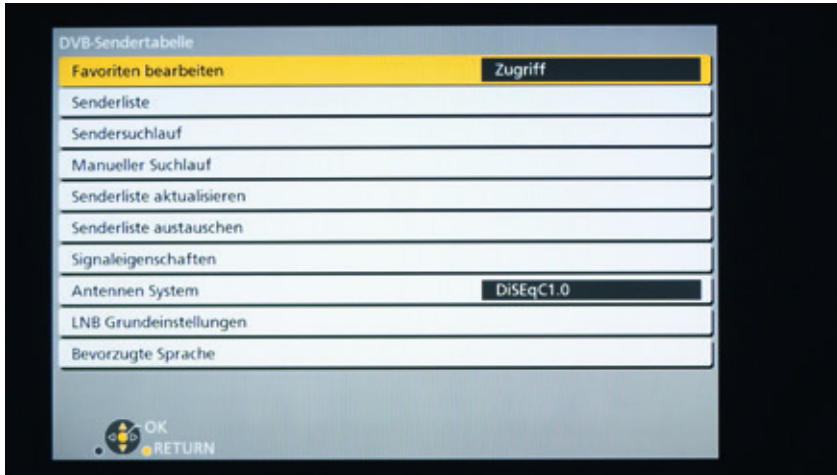 DVB-Sendertabelle
Favoriten bearbeiten Zugriff
Senderliste
Sendersuchlauf
Manueller Suchlauf
Senderliste aktualisieren
Senderliste austauschen
Signaleigenschaften
Antennen System DiSEqC1.0
LNB Grundeinstellungen
Bevorzugte Sprache
OK
RETURN